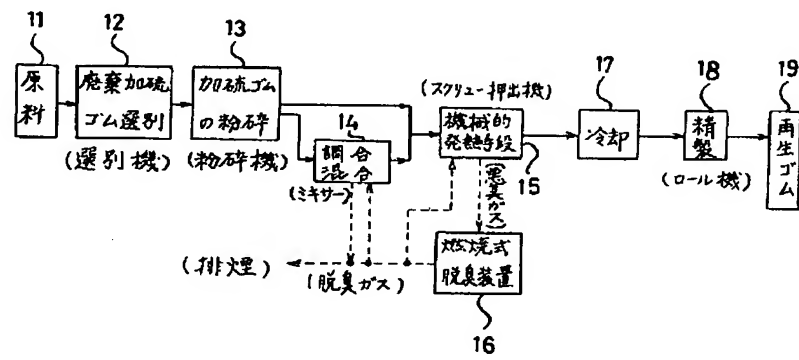 11
原料
12
廃棄加硫
ゴム選別
(選別機)
13
加硫ゴム
の粉砕
(粉砕機)
14
調合
混合
(ミキサー)
(スクリュー押出機)
機械的
発熱手段
15
(悪臭ガス)
燃焼式
脱臭装置
16
(脱臭ガス)
(排煙)
17
冷却
18
精製
(ロール機)
19
再生ゴム